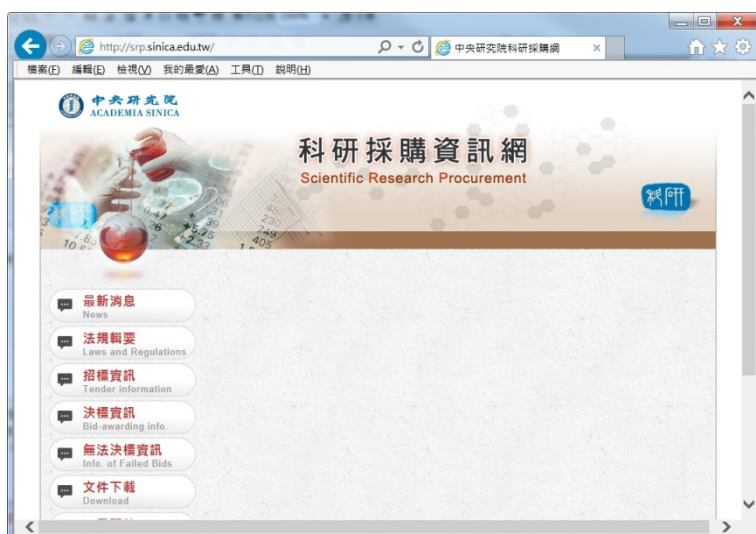 http://srp.sinica.edu.tw/
中央研究院科研採購網
檔案(F) 編輯(E) 檢視(V) 我的最愛(A) 工具(T) 說明(H)
中央研究院
ACADEMIA SINICA
科研採購資訊網
Scientific Research Procurement
科研
最新消息
News
法規輯要
Laws and Regulations
招標資訊
Tender information
決標資訊
Bid-awarding info.
無法決標資訊
Info. of Failed Bids
文件下載
Download